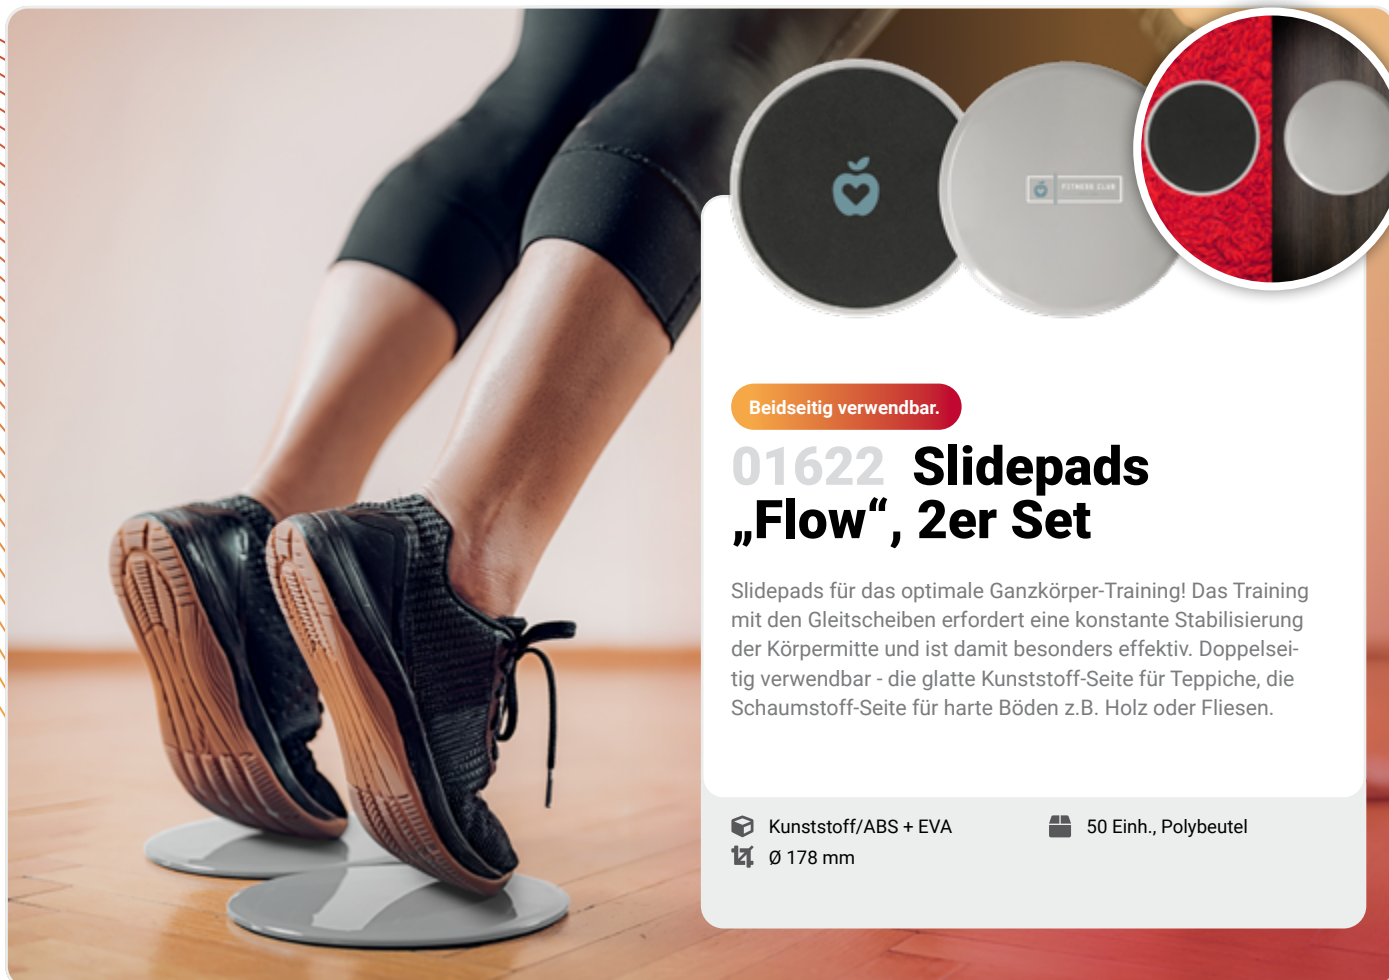 FITNESS CLUB
Beidseitig verwendbar.
01622 Slidepads
„Flow“, 2er Set
Slidepads für das optimale Ganzkörper-Training! Das Training
mit den Gleitscheiben erfordert eine konstante Stabilisierung
der Körpermitte und ist damit besonders effektiv. Doppelsei-
tig verwendbar - die glatte Kunststoff-Seite für Teppiche, die
Schaumstoff-Seite für harte Böden z.B. Holz oder Fliesen.
Kunststoff/ABS + EVA
50 Einh., Polybeutel
Ø 178 mm